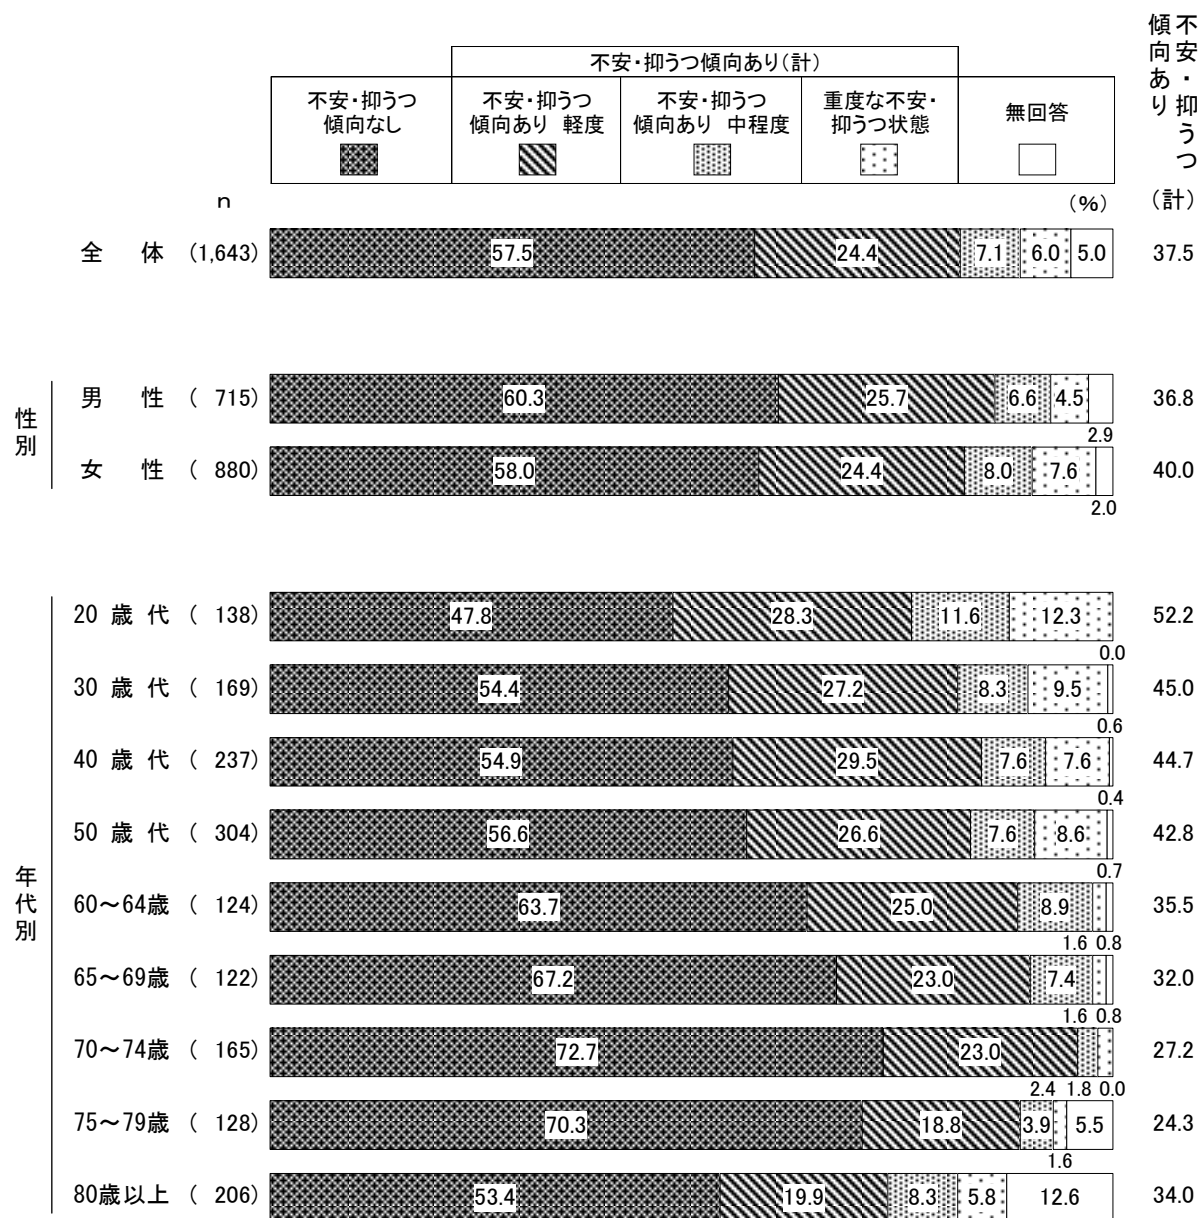 不安・抑うつ傾向あり
不安・抑うつ傾向あり(計)
不安・抑うつ 不安・抑うつ 不安・抑うつ 重度な不安・ 無回答
傾向なし 傾向あり 軽度 傾向あり 中程度 抑うつ状態
n (%) (計)
全 体 (1,643) 57.5 24.4 7.1 6.0 5.0 37.5
性別
男 性 ( 715) 60.3 25.7 6.6 4.5 36.8
2.9
女 性 ( 880) 58.0 24.4 8.0 7.6 40.0
2.0
年代別
20 歳 代 ( 138) 47.8 28.3 11.6 12.3 52.2
0.0
30 歳 代 ( 169) 54.4 27.2 8.3 9.5 45.0
0.6
40 歳 代 ( 237) 54.9 29.5 7.6 7.6 44.7
0.4
50 歳 代 ( 304) 56.6 26.6 7.6 8.6 42.8
0.7
60～64歳 ( 124) 63.7 25.0 8.9 35.5
1.6 0.8
65～69歳 ( 122) 67.2 23.0 7.4 32.0
1.6 0.8
70～74歳 ( 165) 72.7 23.0 27.2
2.4 1.8 0.0
75～79歳 ( 128) 70.3 18.8 3.9 5.5 24.3
1.6
80歳以上 ( 206) 53.4 19.9 8.3 5.8 12.6 34.0